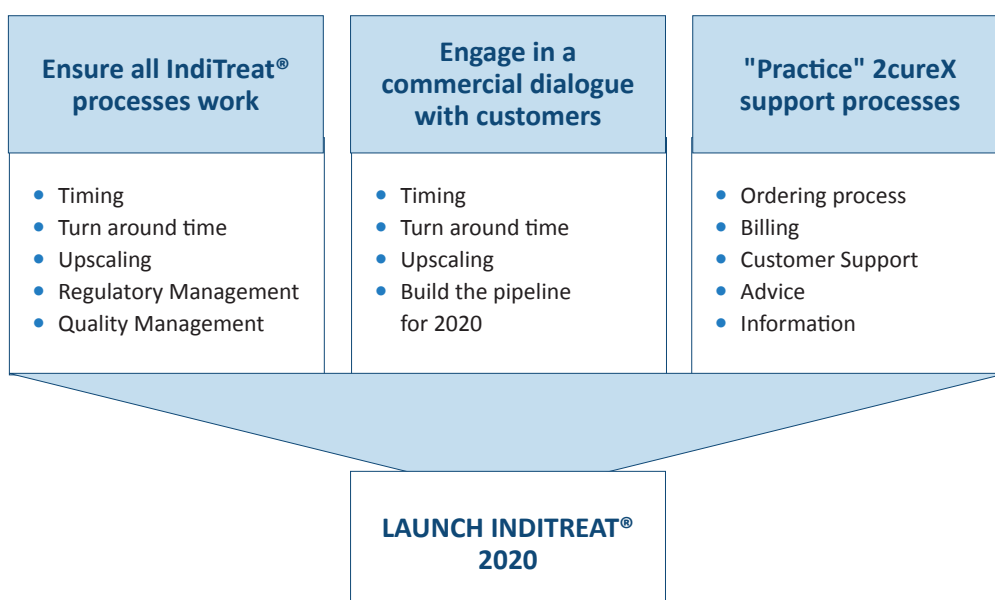 Ensure all IndiTreat®
processes work
• Timing
• Turn around time
• Upscaling
• Regulatory Management
• Quality Management
Engage in a
commercial dialogue
with customers
• Timing
• Turn around time
• Upscaling
• Build the pipeline
for 2020
"Practice" 2cureX
support processes
• Ordering process
• Billing
• Customer Support
• Advice
• Information
LAUNCH INDITREAT®
2020